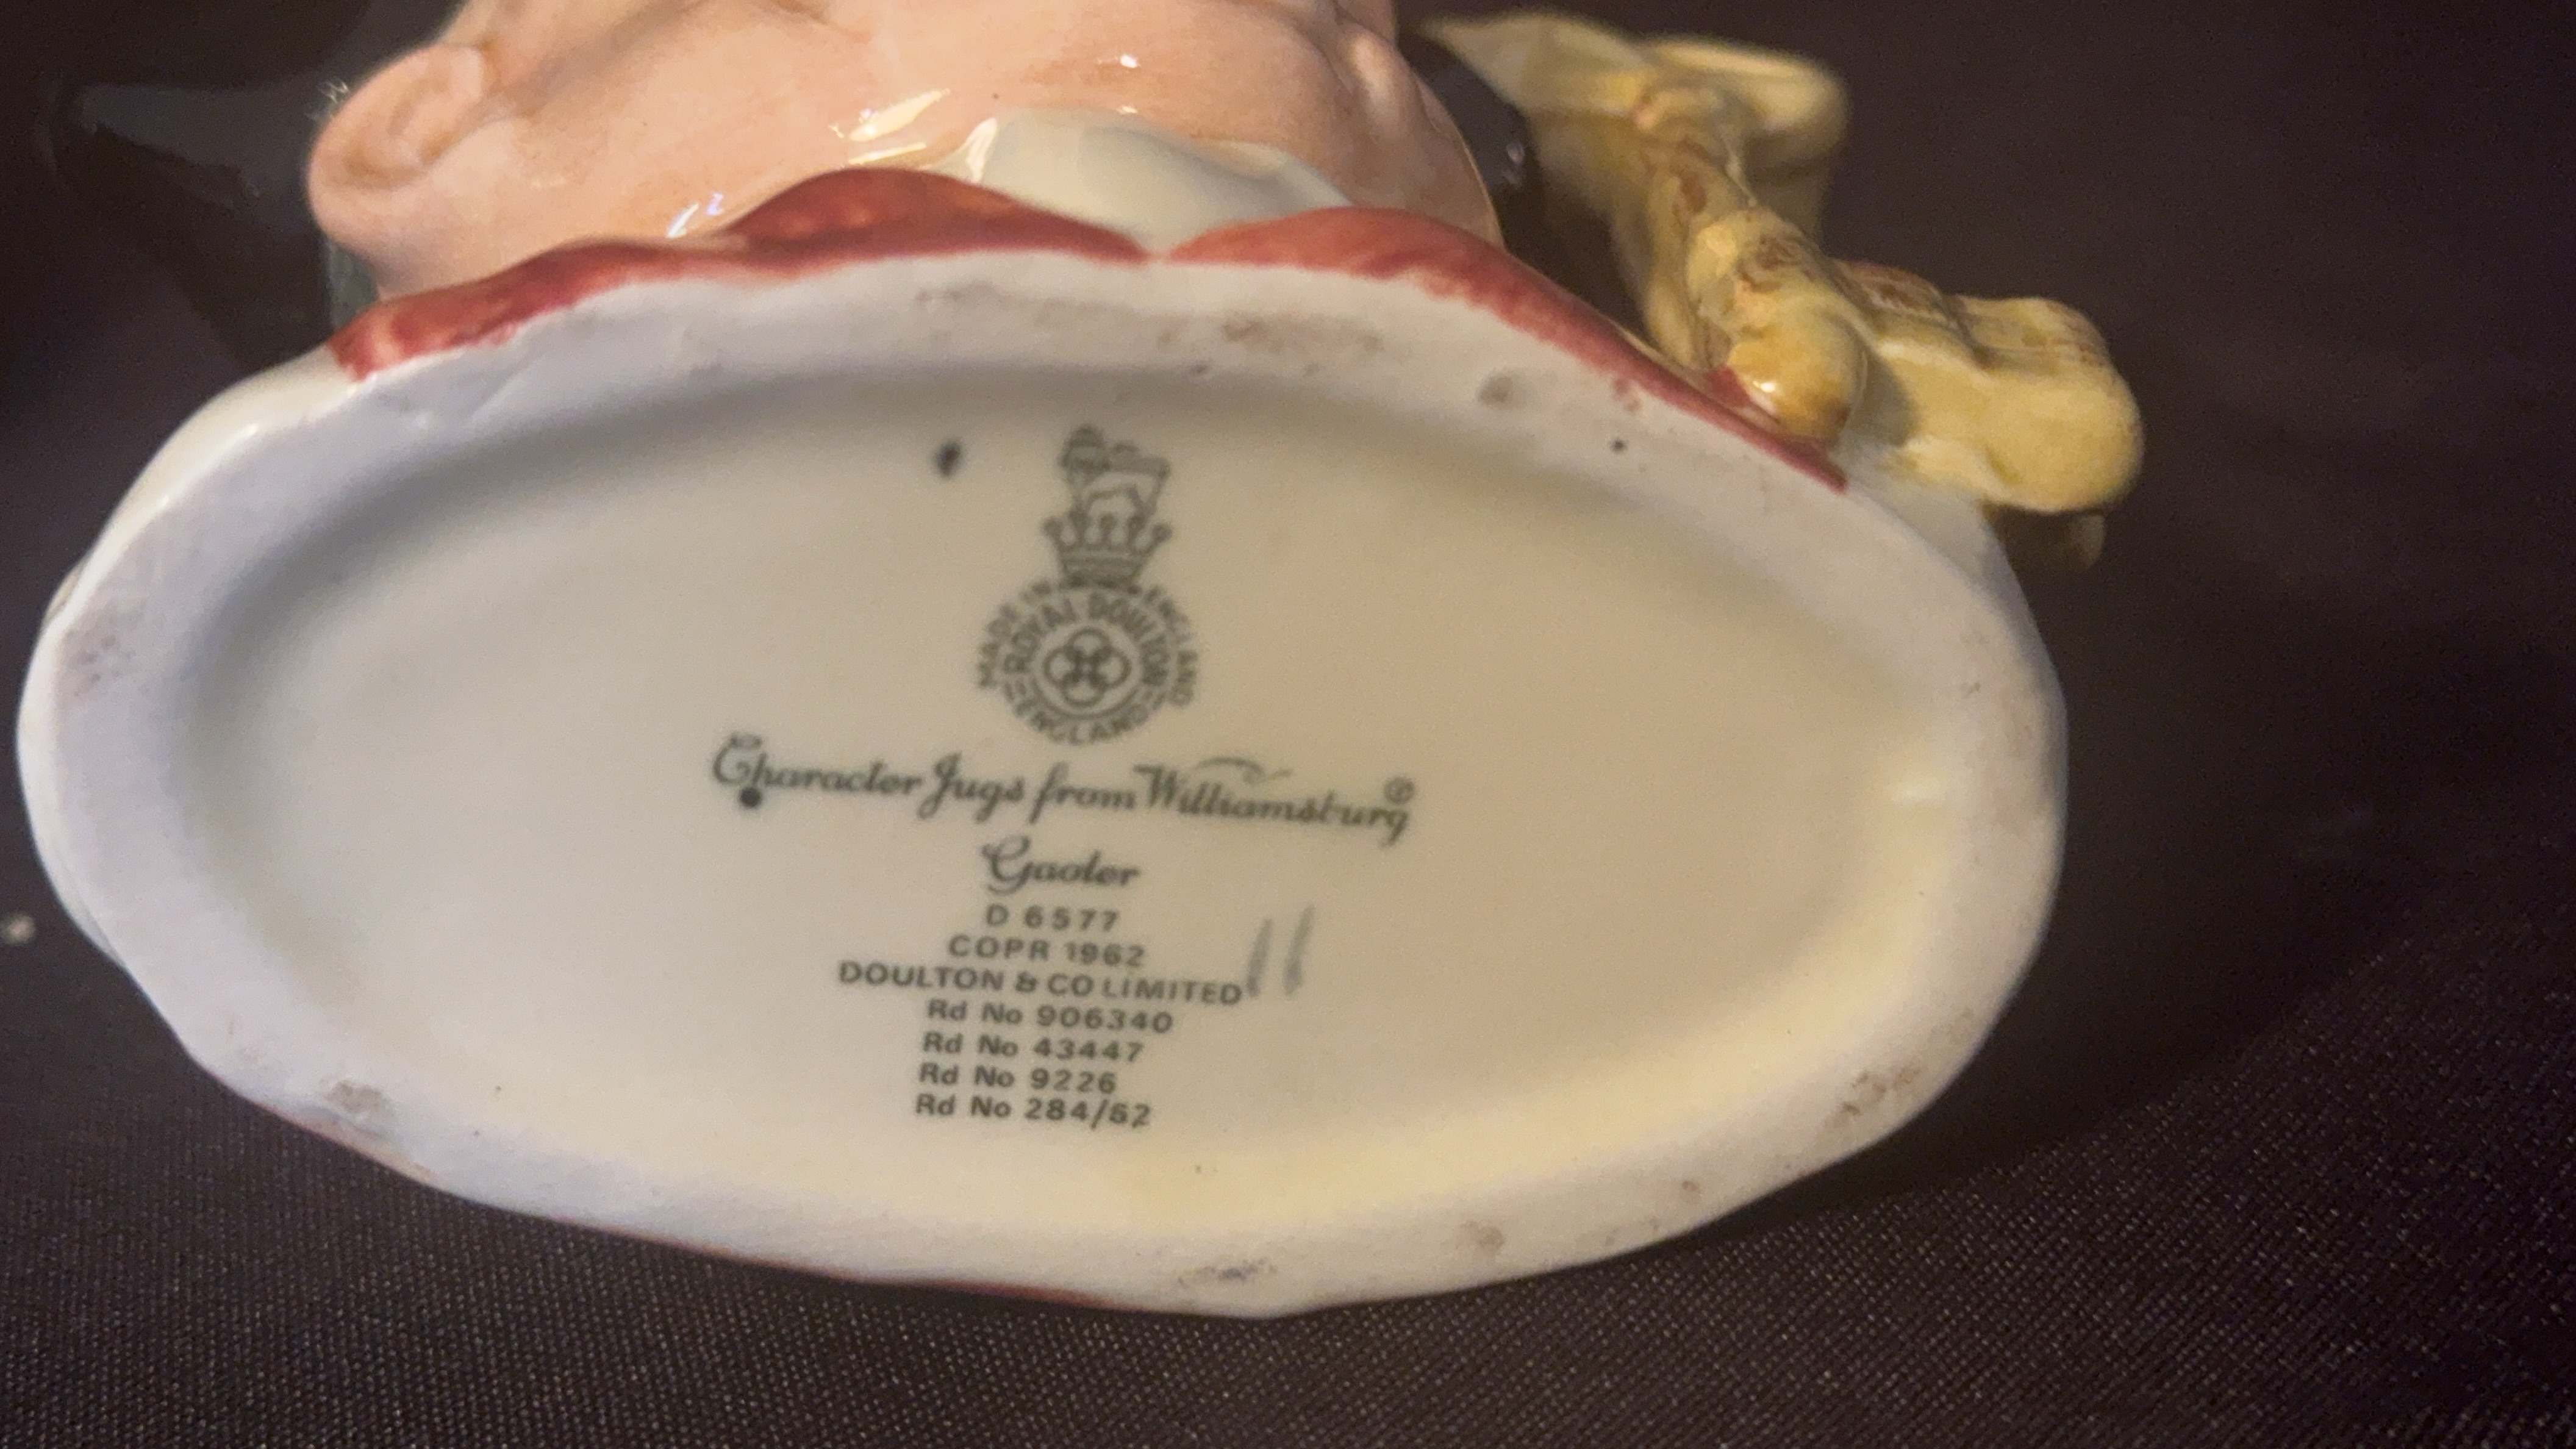 MADE IN ENGLAND
ROYAL DOULTON
ENGLAND
Character Jugs from Williamsburg®
Gaoler
D 6577
COPR 1962
DOULTON & CO LIMITED
11
Rd No 906340
Rd No 43447
Rd No 9226
Rd No 284/62